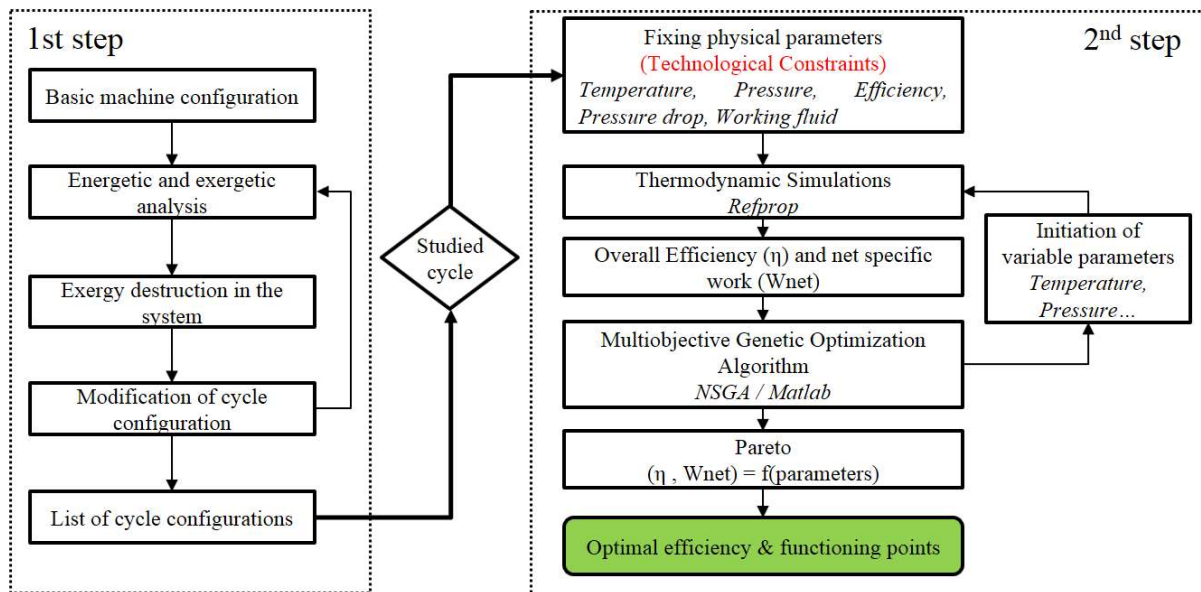 1st step
Basic machine configuration
Energetic and exergetic
analysis
Exergy destruction in the
system
Modification of cycle
configuration
List of cycle configurations
Studied
cycle
2nd step
Fixing physical parameters
(Technological Constraints)
Temperature, Pressure, Efficiency,
Pressure drop, Working fluid
Thermodynamic Simulations
Refprop
Overall Efficiency (η) and net specific
work (Wnet)
Multiobjective Genetic Optimization
Algorithm
NSGA / Matlab
Initiation of
variable parameters
Temperature,
Pressure…
Pareto
(η , Wnet) = f(parameters)
Optimal efficiency & functioning points